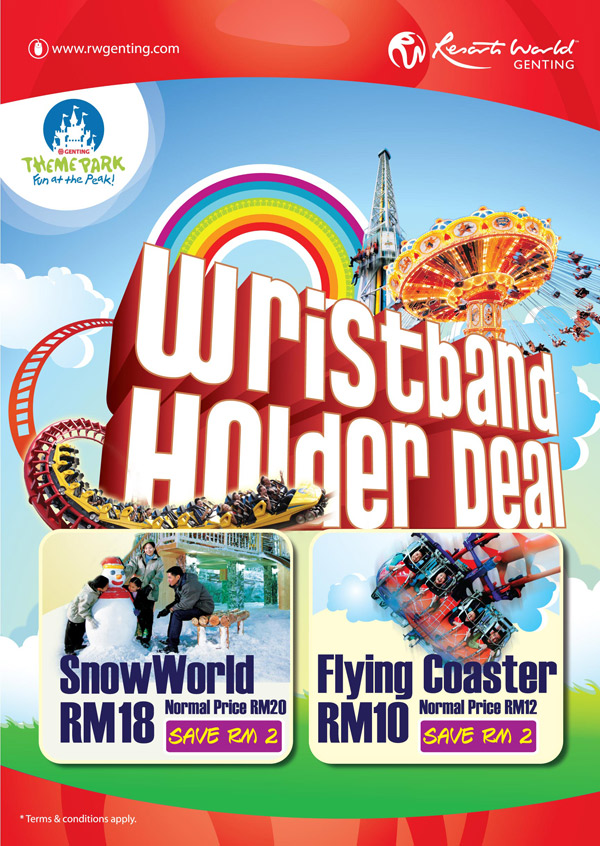 www.rwgenting.com
Resorts World
GENTING
GENTING
THEME PARK
Fun at the Peak!
Wristband
Holder Deal
SnowWorld
RM18
Normal Price RM20
SAVE RM 2
Flying Coaster
RM10
Normal Price RM12
SAVE RM 2
* Terms & conditions apply.